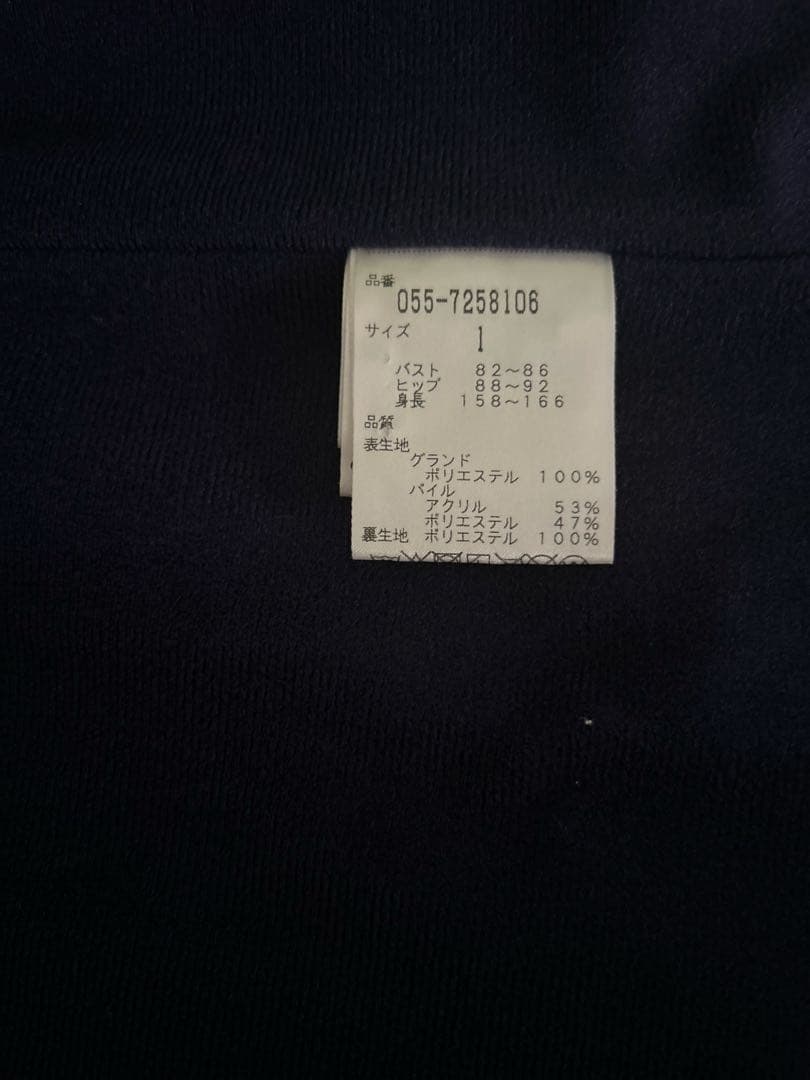 品番
055-7258106
サイズ 1
バスト 82～86
ヒップ 88～92
身長 158～166
品質
表生地
グランド
ポリエステル 100%
パイル
アクリル 53%
ポリエステル 47%
裏生地 ポリエステル 100%